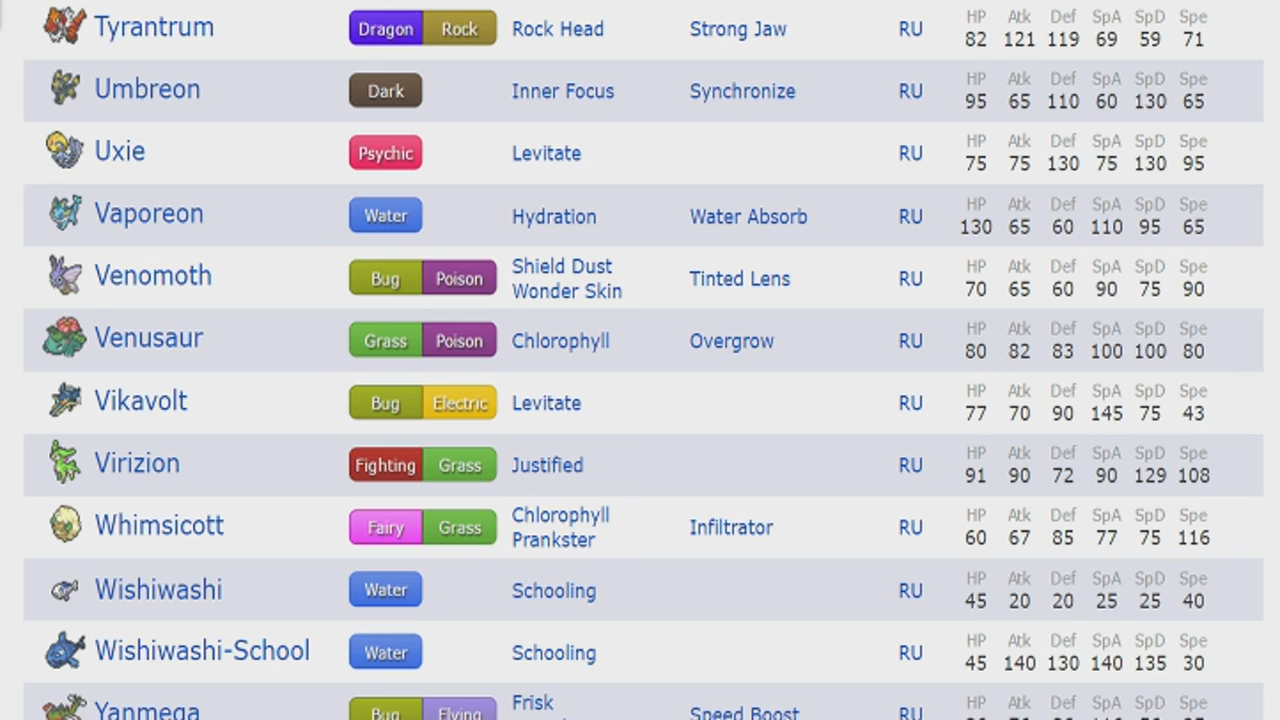 Tyrantrum Dragon Rock Rock Head Strong Jaw RU HP 82 Atk 121 Def 119 SpA 69 SpD 59 Spe 71
Umbreon Dark Inner Focus Synchronize RU HP 95 Atk 65 Def 110 SpA 60 SpD 130 Spe 65
Uxie Psychic Levitate RU HP 75 Atk 75 Def 130 SpA 75 SpD 130 Spe 95
Vaporeon Water Hydration Water Absorb RU HP 130 Atk 65 Def 60 SpA 110 SpD 95 Spe 65
Venomoth Bug Poison Shield Dust Wonder Skin Tinted Lens RU HP 70 Atk 65 Def 60 SpA 90 SpD 75 Spe 90
Venusaur Grass Poison Chlorophyll Overgrow RU HP 80 Atk 82 Def 83 SpA 100 SpD 100 Spe 80
Vikavolt Bug Electric Levitate RU HP 77 Atk 70 Def 90 SpA 145 SpD 75 Spe 43
Virizion Fighting Grass Justified RU HP 91 Atk 90 Def 72 SpA 90 SpD 129 Spe 108
Whimsicott Fairy Grass Chlorophyll Prankster Infiltrator RU HP 60 Atk 67 Def 85 SpA 77 SpD 75 Spe 116
Wishiwashi Water Schooling RU HP 45 Atk 20 Def 20 SpA 25 SpD 25 Spe 40
Wishiwashi-School Water Schooling RU HP 45 Atk 140 Def 130 SpA 140 SpD 135 Spe 30
Yanmega Bug Flying Frisk Speed Boost RU HP Atk Def SpA SpD Spe